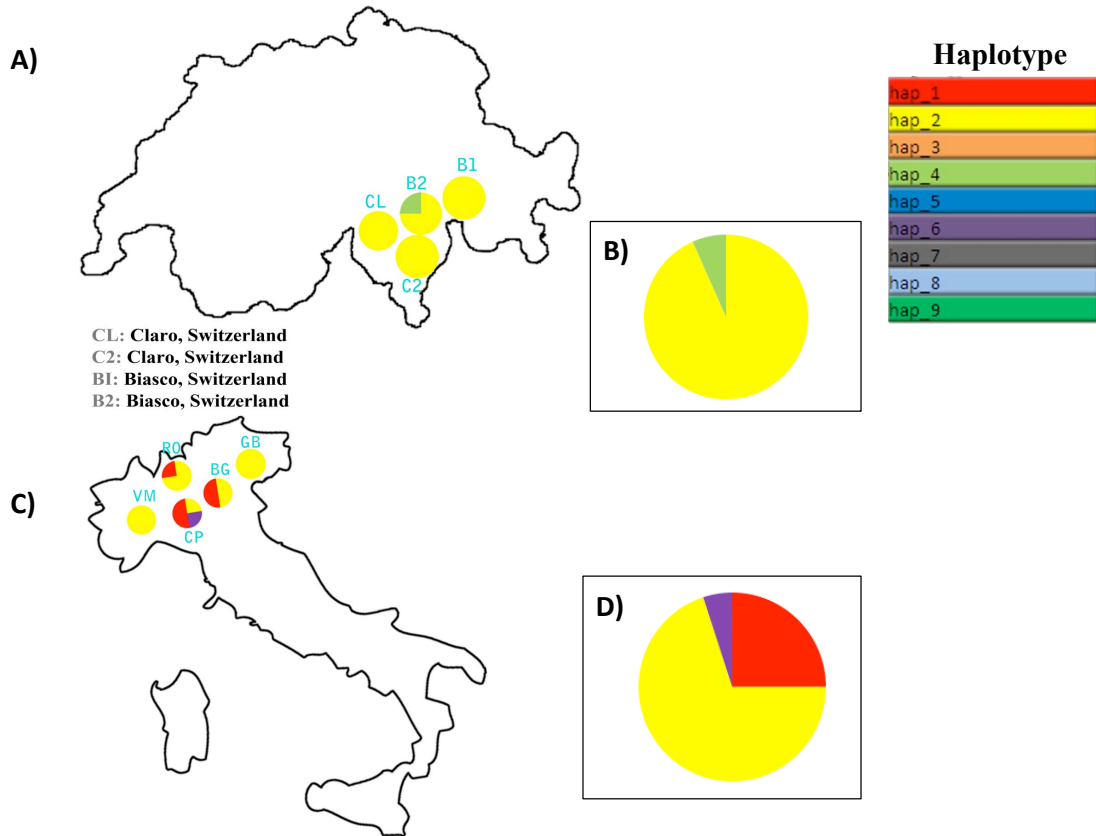 A)
B1
B2
CL
C2
CL: Claro, Switzerland
C2: Claro, Switzerland
BI: Biasco, Switzerland
B2: Biasco, Switzerland
B)
Haplotype
hap_1
hap_2
hap_3
hap_4
hap_5
hap_6
hap_7
hap_8
hap_9
C)
RO
GB
BG
VM
CP
D)